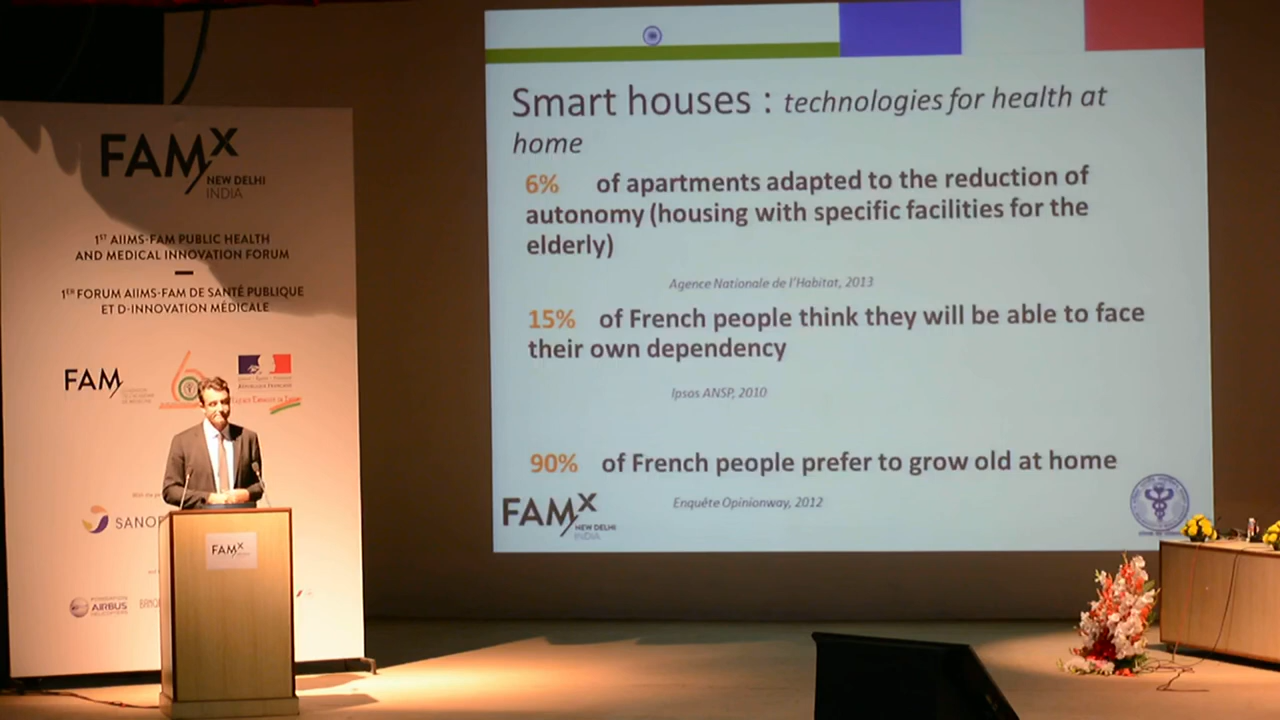 FAMX
NEW DELHI
INDIA
1ST AIIMS-FAM PUBLIC HEALTH
AND MEDICAL INNOVATION FORUM
1ER FORUM AIIMS-FAM DE SANTÉ PUBLIQUE
ET D-INNOVATION MÉDICALE
FAM
SANOF
AIRBUS
HELICOPTERS
FAMX
Smart houses : technologies for health at
home
6% of apartments adapted to the reduction of
autonomy (housing with specific facilities for the
elderly)
Agence Nationale de l'Habitat, 2013
15% of French people think they will be able to face
their own dependency
Ipsos ANSP, 2010
90% of French people prefer to grow old at home
Enquête Opinionway, 2012
FAMX
NEW DELHI
INDIA